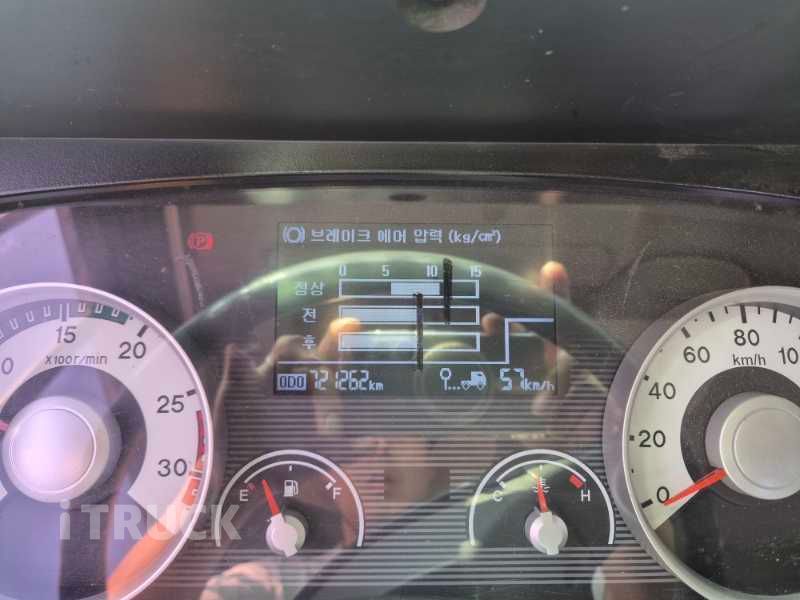 브레이크 에어 압력 (kg/cm²)
0 5 10 15
정상
전
후
ODO 721262km 57km/h
P
15 20 25 30
x100r/min
0 20 40 60 80
km/h
E F
C H
iTRUCK